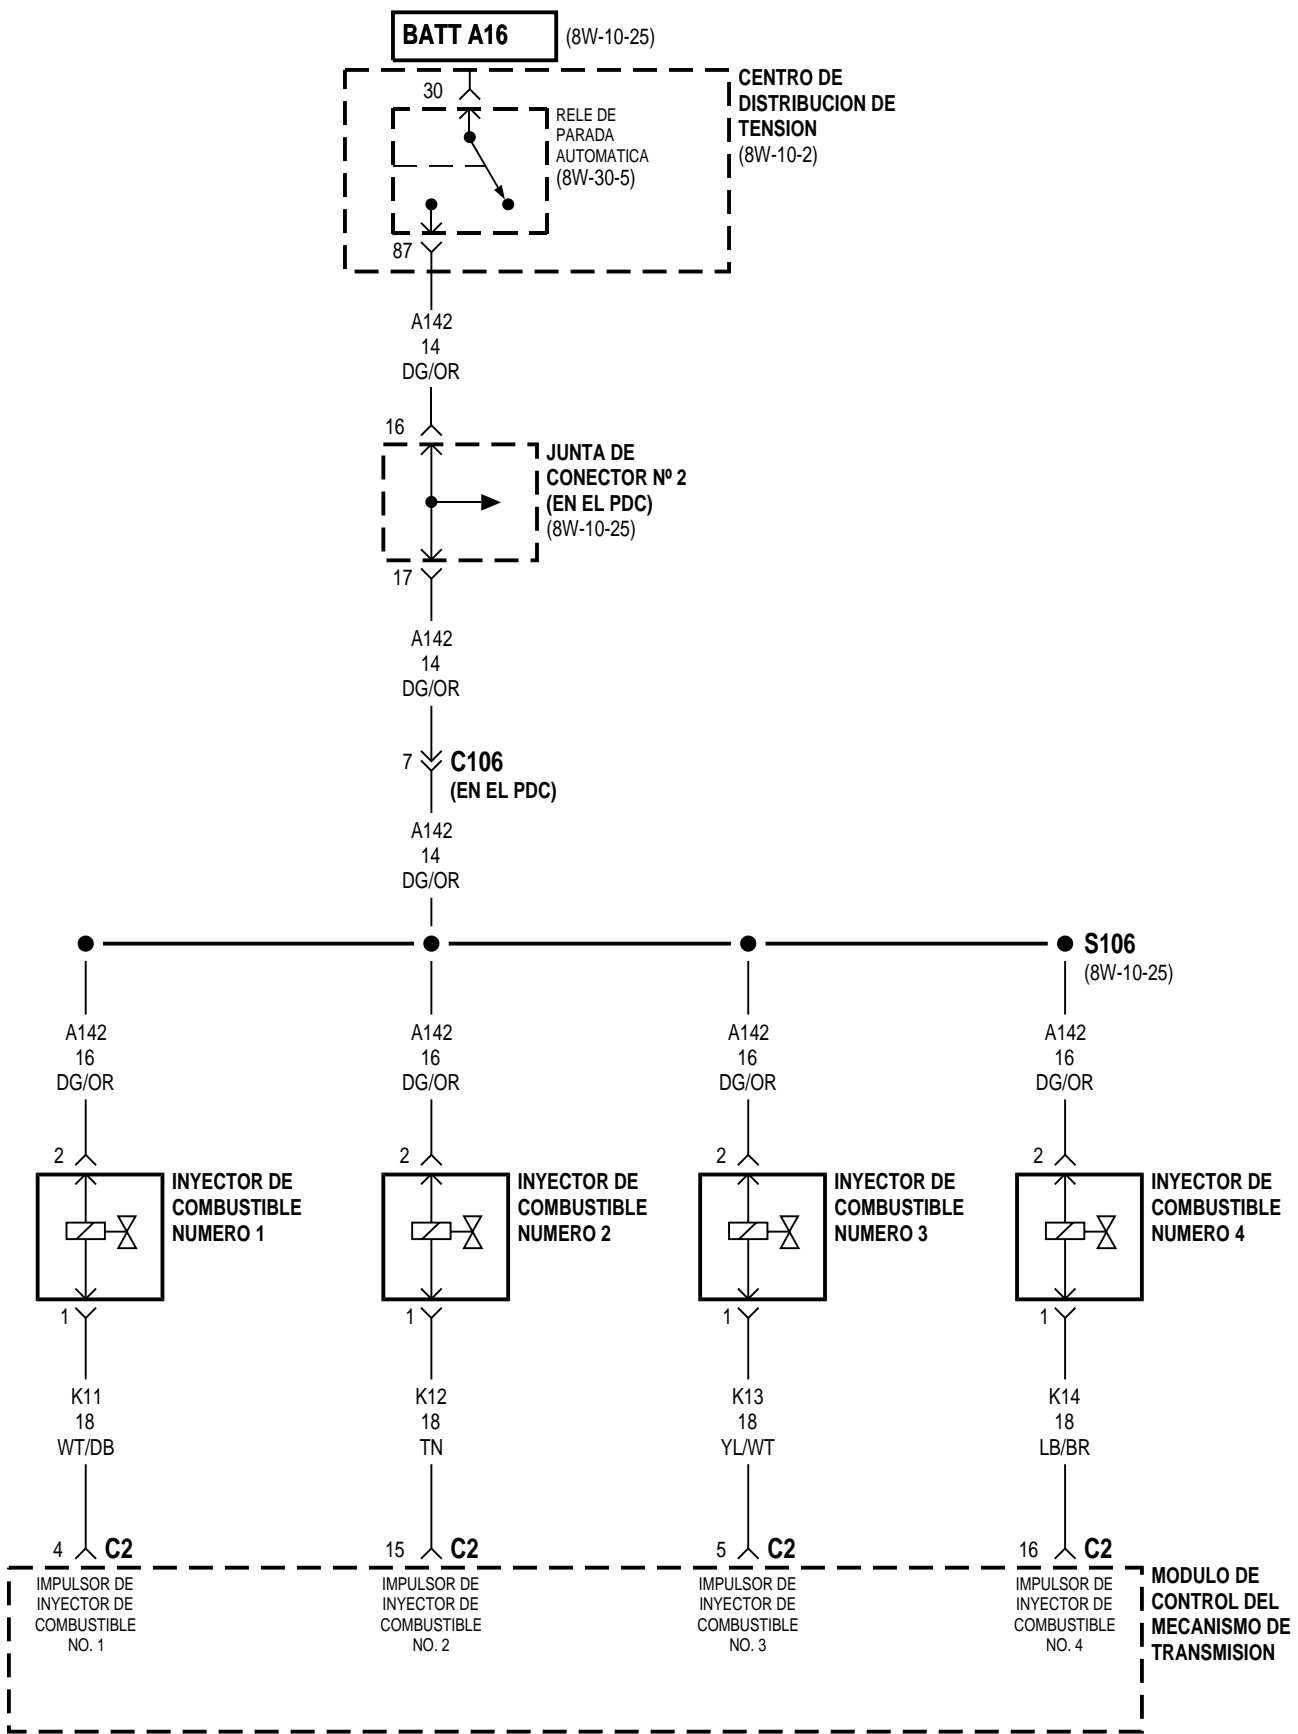 BATT A16
(8W-10-25)
30
CENTRO DE
DISTRIBUCION DE
TENSION
(8W-10-2)
RELE DE
PARADA
AUTOMATICA
(8W-30-5)
87
A142
14
DG/OR
16
JUNTA DE
CONECTOR Nº 2
(EN EL PDC)
(8W-10-25)
17
A142
14
DG/OR
7
C106
(EN EL PDC)
A142
14
DG/OR
S106
(8W-10-25)
A142
16
DG/OR
A142
16
DG/OR
A142
16
DG/OR
A142
16
DG/OR
2
INYECTOR DE
COMBUSTIBLE
NUMERO 1
2
INYECTOR DE
COMBUSTIBLE
NUMERO 2
2
INYECTOR DE
COMBUSTIBLE
NUMERO 3
2
INYECTOR DE
COMBUSTIBLE
NUMERO 4
1
1
1
1
K11
18
WT/DB
K12
18
TN
K13
18
YL/WT
K14
18
LB/BR
4
C2
15
C2
5
C2
16
C2
IMPULSOR DE
INYECTOR DE
COMBUSTIBLE
NO. 1
IMPULSOR DE
INYECTOR DE
COMBUSTIBLE
NO. 2
IMPULSOR DE
INYECTOR DE
COMBUSTIBLE
NO. 3
IMPULSOR DE
INYECTOR DE
COMBUSTIBLE
NO. 4
MODULO DE
CONTROL DEL
MECANISMO DE
TRANSMISION